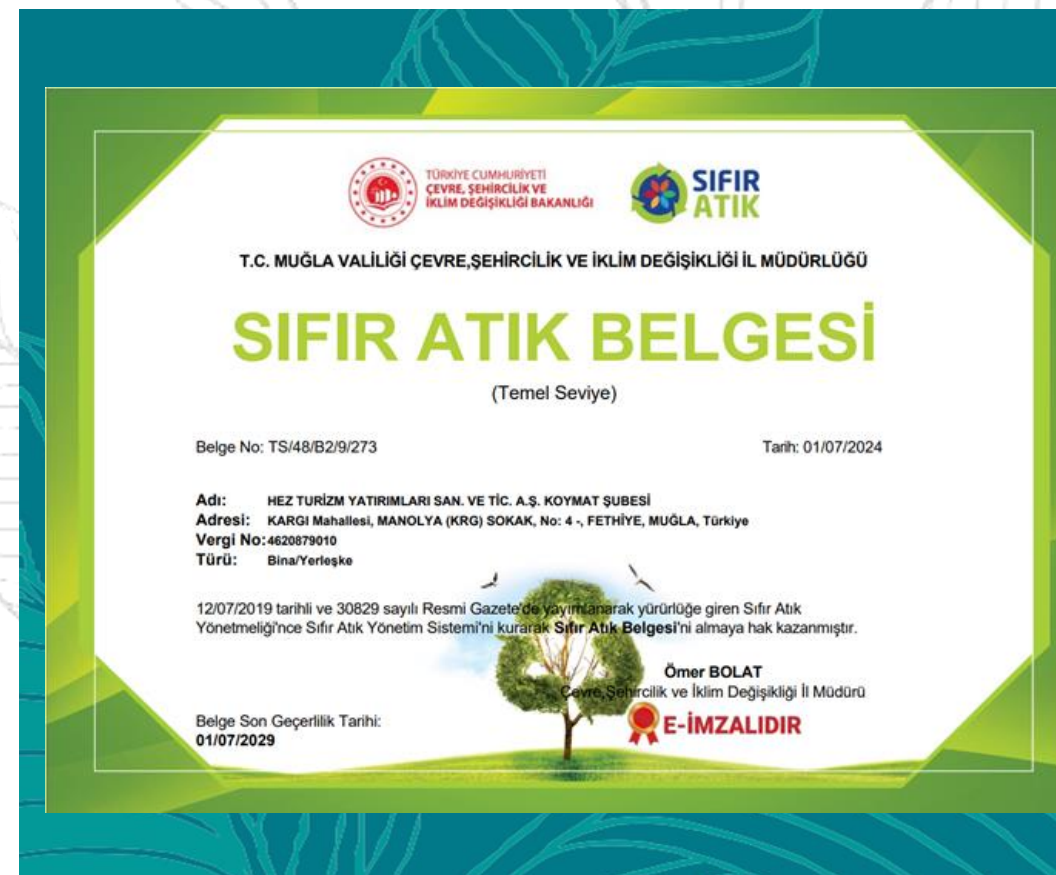 TÜRKİYE CUMHURİYETİ
ÇEVRE, ŞEHİRCİLİK VE
İKLİM DEĞİŞİKLİĞİ BAKANLIĞI
SIFIR
ATIK
T.C. MUĞLA VALİLİĞİ ÇEVRE,ŞEHİRCİLİK VE İKLİM DEĞİŞİKLİĞİ İL MÜDÜRLÜĞÜ
SIFIR ATIK BELGESİ
(Temel Seviye)
Belge No: TS/48/B2/9/273 Tarih: 01/07/2024
Adı: HEZ TURİZM YATIRIMLARI SAN. VE TİC. A.Ş. KOYMAT ŞUBESİ
Adresi: KARGI Mahallesi, MANOLYA (KRG) SOKAK, No: 4 -, FETHİYE, MUĞLA, Türkiye
Vergi No:4620879010
Türü: Bina/Yerleşke
12/07/2019 tarihli ve 30829 sayılı Resmi Gazete'de yayımlanarak yürürlüğe giren Sıfır Atık
Yönetmeliği'nce Sıfır Atık Yönetim Sistemi'ni kurarak Sıfır Atık Belgesi'ni almaya hak kazanmıştır.
Ömer BOLAT
Çevre,Şehircilik ve İklim Değişikliği İl Müdürü
E-İMZALIDIR
Belge Son Geçerlilik Tarihi:
01/07/2029